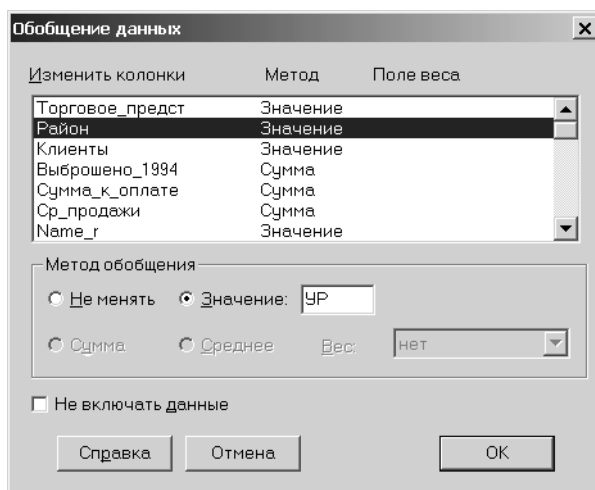 Обобщение данных
Изменить колонки Метод Поле веса
Торговое_предст Значение
Район Значение
Клиенты Значение
Выброшено_1994 Сумма
Сумма_к_оплате Сумма
Ср_продажи Сумма
Name_r Значение
Метод обобщения
Не менять Значение: УР
Сумма Среднее Вес: нет
Не включать данные
Справка Отмена OK